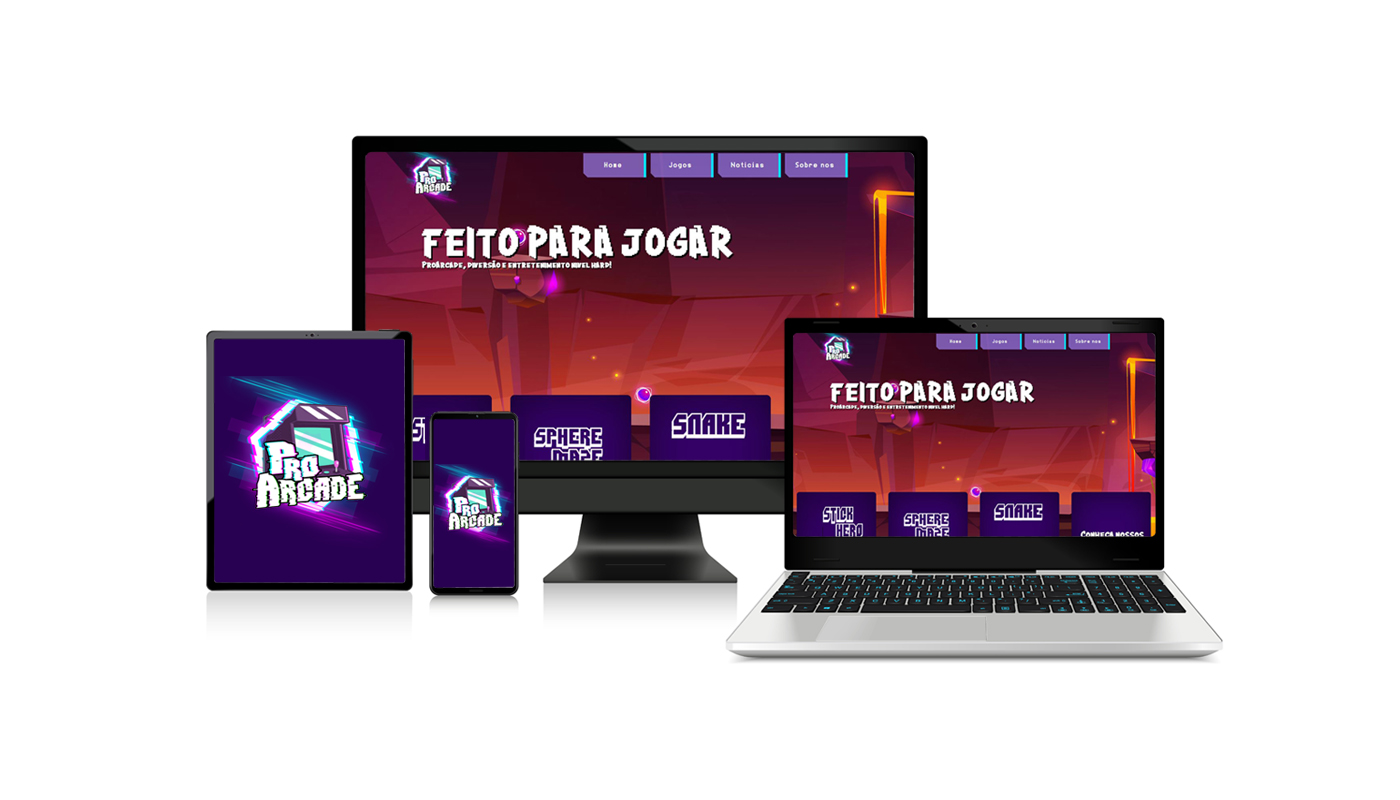 PRO
ARCADE
Home
Jogos
Noticias
Sobre nos
FEITO PARA JOGAR
PROARCADE, DIVERSÃO E ENTRETENIMENTO NIVEL HARD!
SPHERE
MAZE
SNAKE
PRO
ARCADE
PRO
ARCADE
PRO
ARCADE
Home
Jogos
Noticias
Sobre nos
FEITO PARA JOGAR
PROARCADE, DIVERSÃO E ENTRETENIMENTO NIVEL HARD!
STICK
HERO
SPHERE
MAZE
SNAKE
CONHEÇA NOSSOS